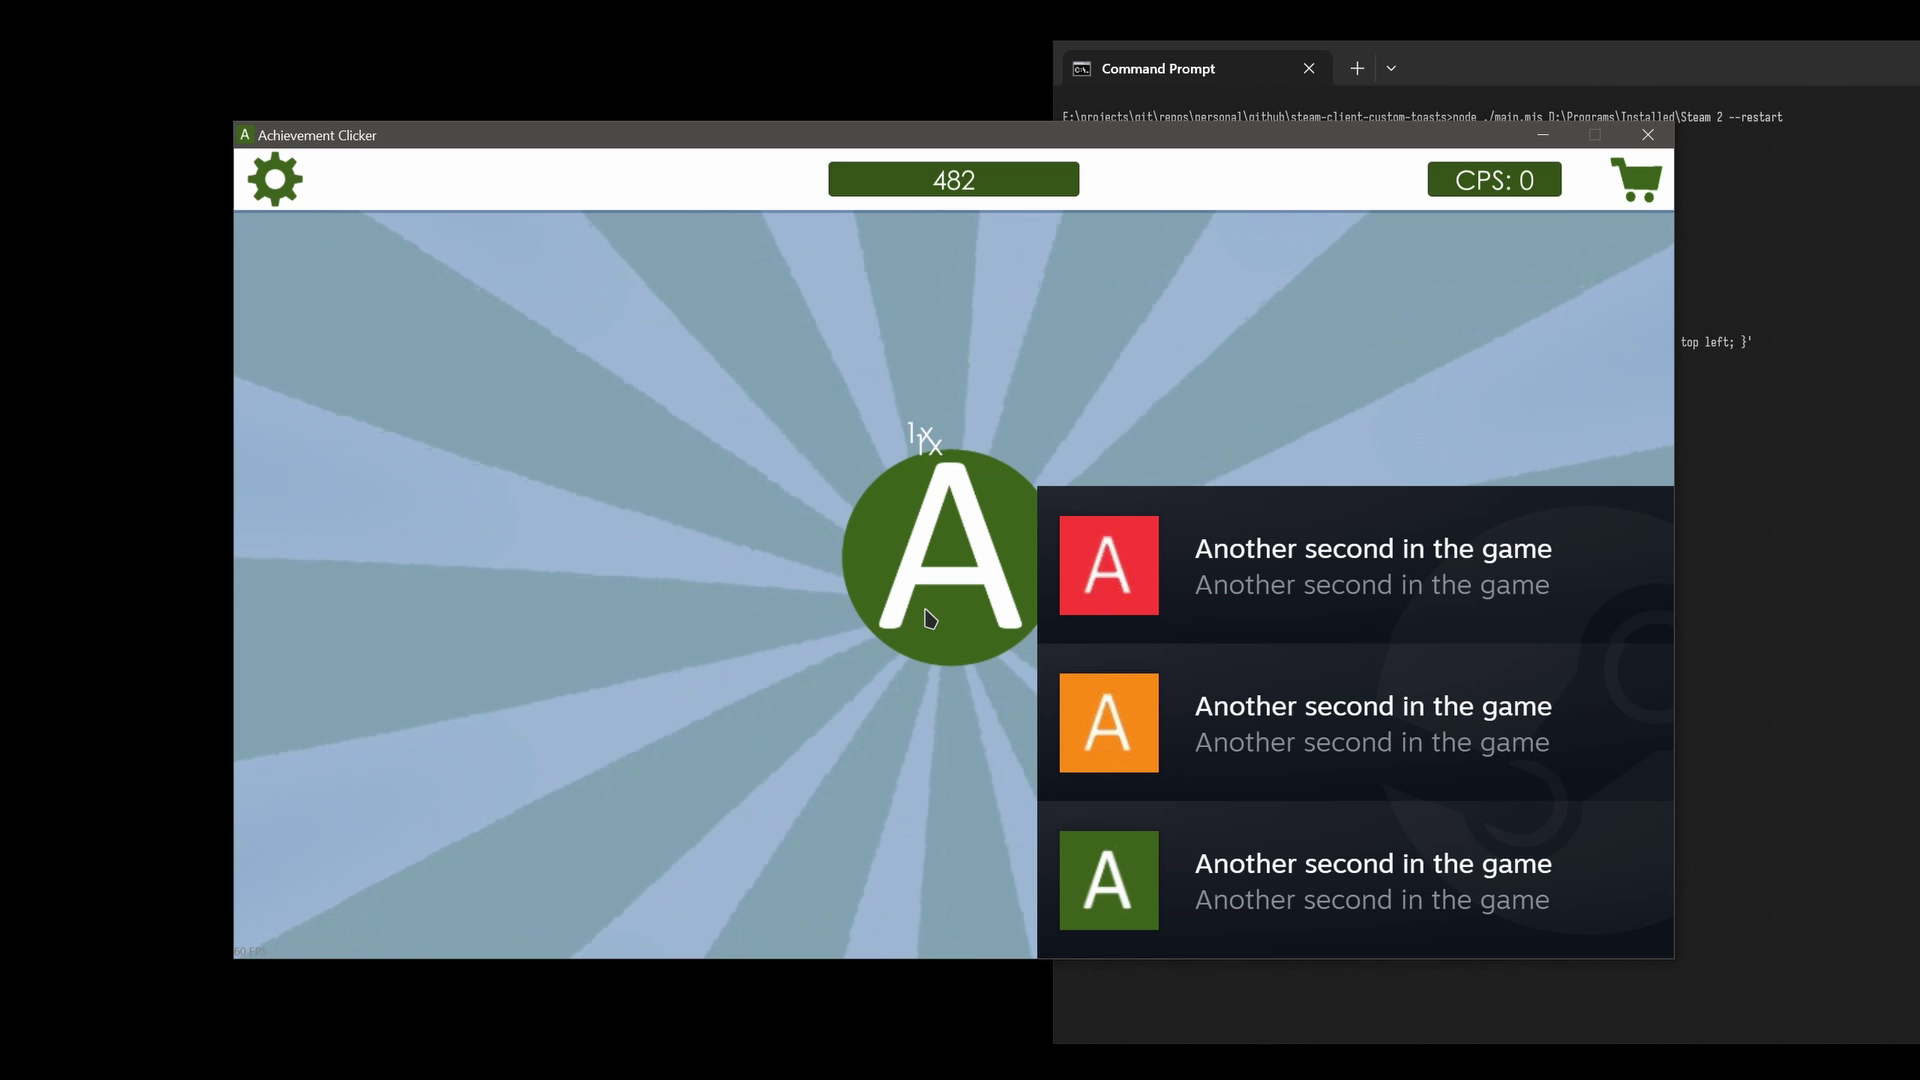 Command Prompt
E:\projects\git\repos\personal\github\steam-client-custom-toasts>node ./main.mjs D:\Programs\Installed\Steam 2 --restart
A Achievement Clicker
482
CPS: 0
top left; }'
1x
1x
A
A
Another second in the game
Another second in the game
A
Another second in the game
Another second in the game
A
Another second in the game
Another second in the game
60 FPS